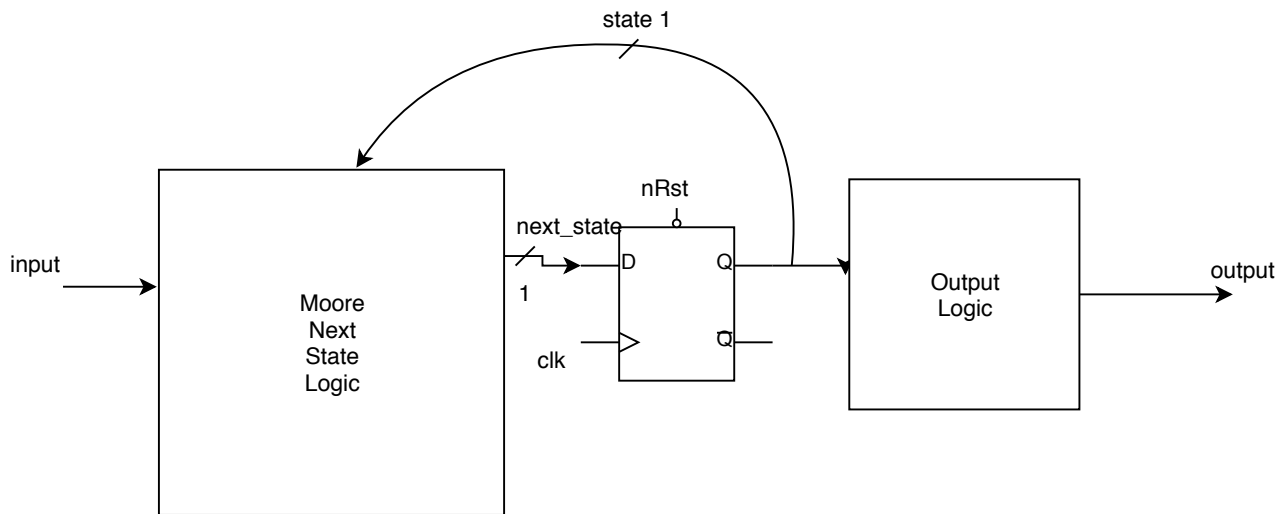 state 1
nRst
next_state
input
D
Q
output
1
Moore
Next
State
Logic
Output
Logic
clk
Q̅